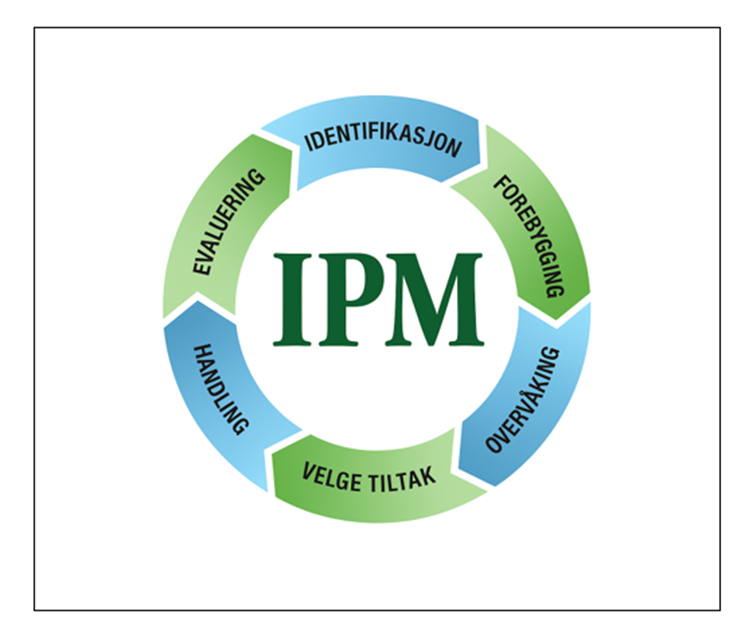 IDENTIFIKASJON
FOREBYGGING
OVERVÅKING
VELGE TILTAK
HANDLING
EVALUERING
IPM